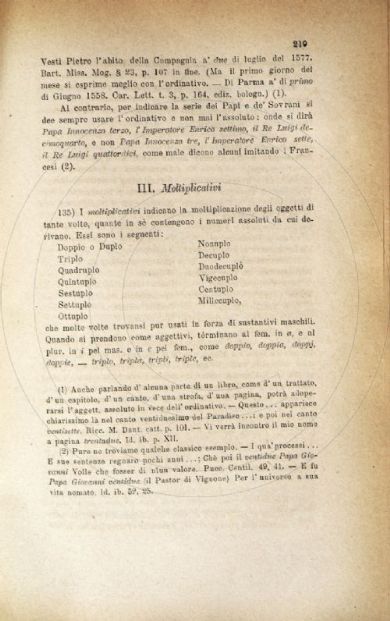 219
Vestì Pietro l'abito della Compagnia a' due di luglio del 1577.
Bart. Miss. Mog. § 23, p. 107 in fine. (Ma il primo giorno del
mese si esprime meglio con l'ordinativo. — Di Parma a' dì primo
di Giugno 1558. Car. Lett. t. 3, p. 164, ediz. bologn.) (1).
Al contrario, per indicare la serie dei Papi e de' Sovrani si
dee sempre usare l'ordinativo e non mai l'assoluto: onde si dirà
Papa Innocenzo terzo, l'Imperatore Enrico settimo, il Re Luigi de-
cimoquarto, e non Papa Innocenzo tre, l'Imperatore Enrico sette,
il Re Luigi quattordici, come male dicono alcuni imitando i Fran-
cesi (2).
III. Moltiplicativi
135) I moltiplicativi indicano la moltiplicazione degli oggetti di
tante volte, quante in sè contengono i numeri assoluti da cui de-
rivano. Essi sono i seguenti:
Doppio o Duplo
Triplo
Quadruplo
Quintuplo
Sestuplo
Settuplo
Ottuplo
Nonuplo
Decuplo
Duodecuplo
Vigecuplo
Centuplo
Millecuplo,
che molte volte trovansi pur usati in forza di sustantivi maschili.
Quando si prendono come aggettivi, terminano al fem. in a, e nel
plur. in i pel mas. e in e pel fem., come doppio, doppia, doppj,
doppie, — triplo, tripla, tripli, triple, ec.
(1) Anche parlando d'alcuna parte di un libro, come d'un trattato,
d'un capitolo, d'un canto, d'una strofa, d'una pagina, potrà adope-
rarsi l'aggett. assoluto in vece dell'ordinativo. — Questo... apparisce
chiarissimo là nel canto ventidnesimo del Paradiso ... e poi nel canto
ventisette. Ricc. M. Dant. catt. p. 101. — Vi verrà incontro il mio nome
a pagina trentadue. Id. ib. p. XII.
(2) Pure ne troviamo qualche classico esempio. — I qua' processi ...
E sue sentenze regnaro pochi anni ...; Chè poi il ventidue Papa Gio-
vanni Volle che fosser di niun valore. Pucc. Centil. 49, 41. — E fu
Papa Giovanni ventidue (il Pastor di Vignone) Per l'universo a sua
vita nomato. Id. ib. 52, 25.